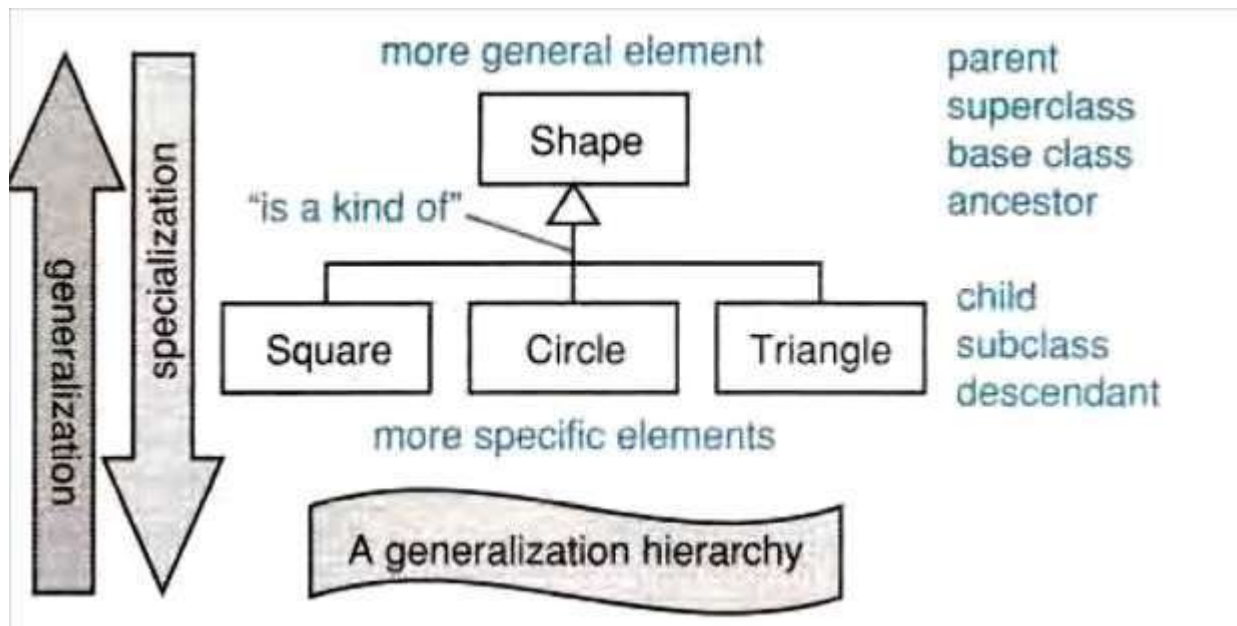 more general element
Shape
"is a kind of"
Square
Circle
Triangle
more specific elements
A generalization hierarchy
generalization
specialization
parent
superclass
base class
ancestor
child
subclass
descendant